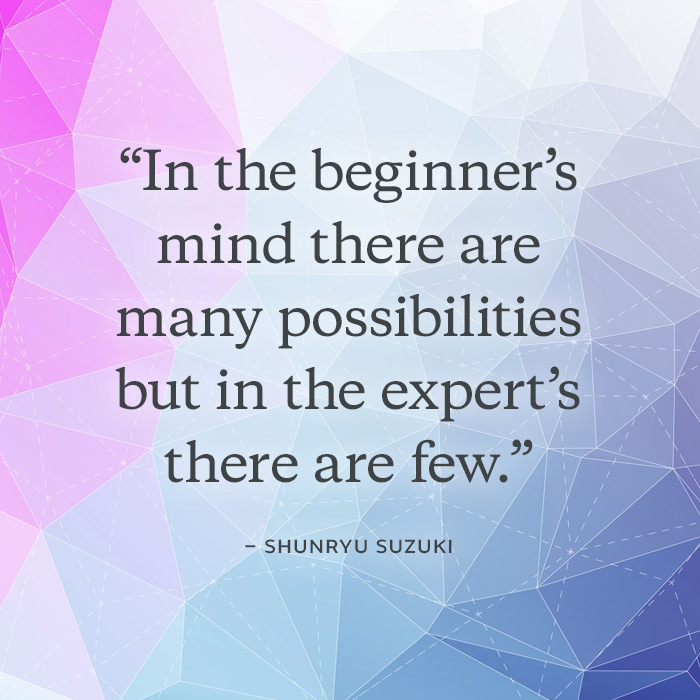 “In the beginner’s
mind there are
many possibilities
but in the expert’s
there are few.”
– SHUNRYU SUZUKI